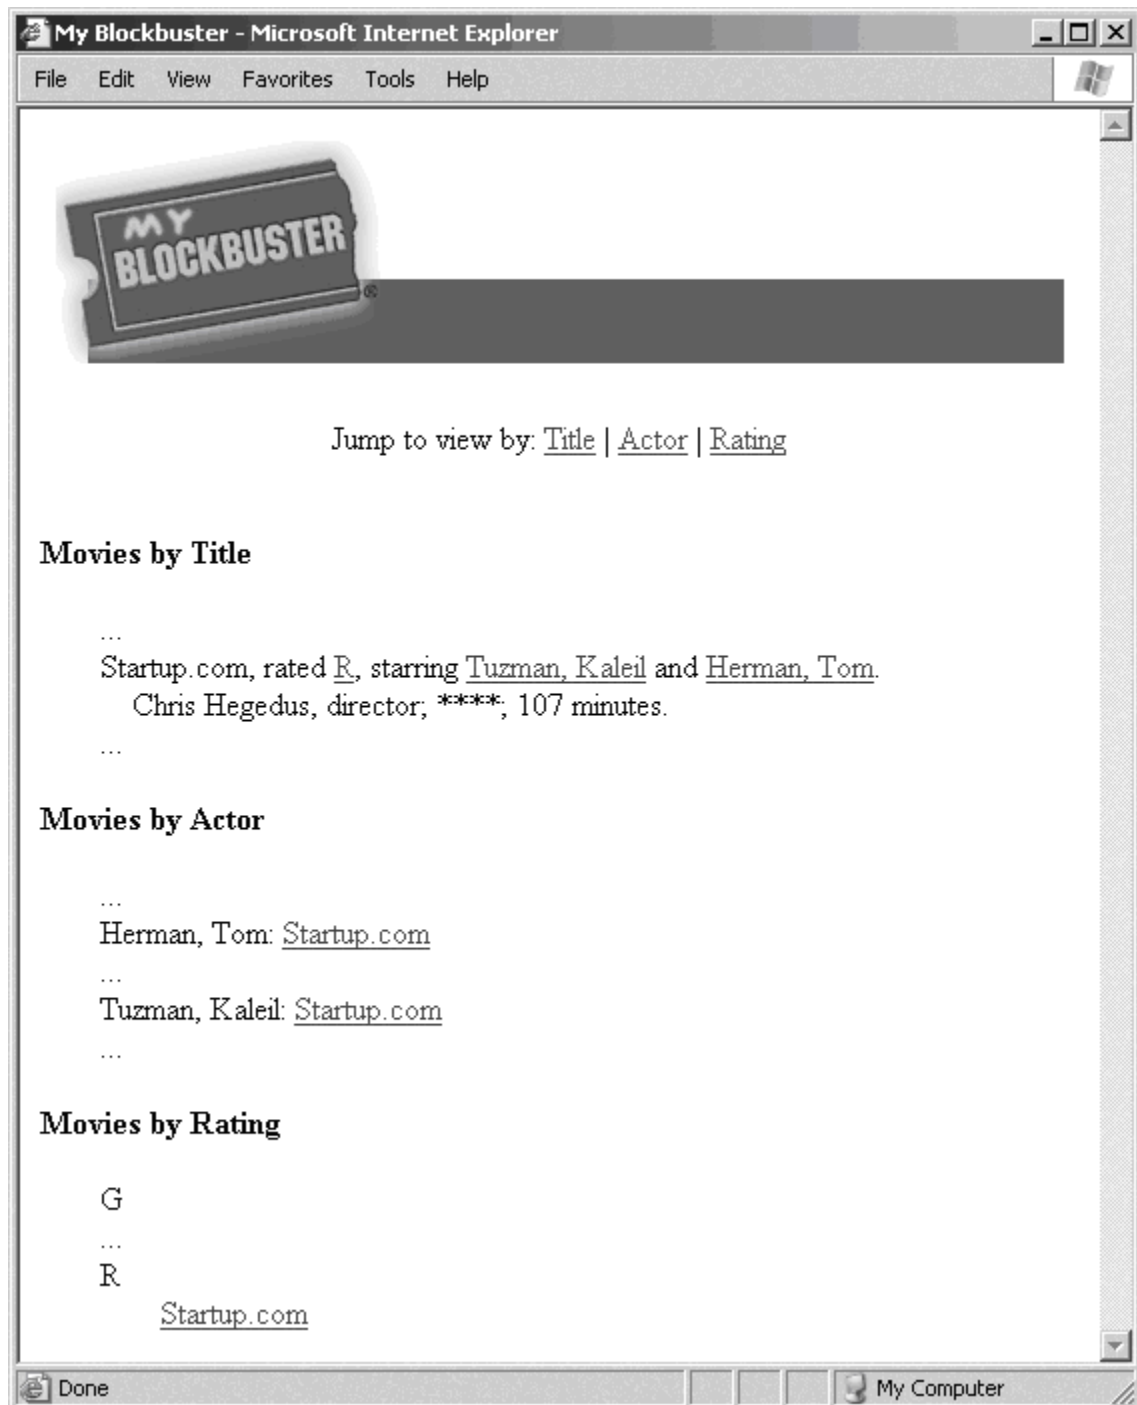 My Blockbuster - Microsoft Internet Explorer
File Edit View Favorites Tools Help
MY
BLOCKBUSTER
®
Jump to view by: Title | Actor | Rating
Movies by Title
...
Startup.com, rated R, starring Tuzman, Kaleil and Herman, Tom.
Chris Hegedus, director; ****; 107 minutes.
...
Movies by Actor
...
Herman, Tom: Startup.com
...
Tuzman, Kaleil: Startup.com
...
Movies by Rating
G
...
R
Startup.com
Done My Computer